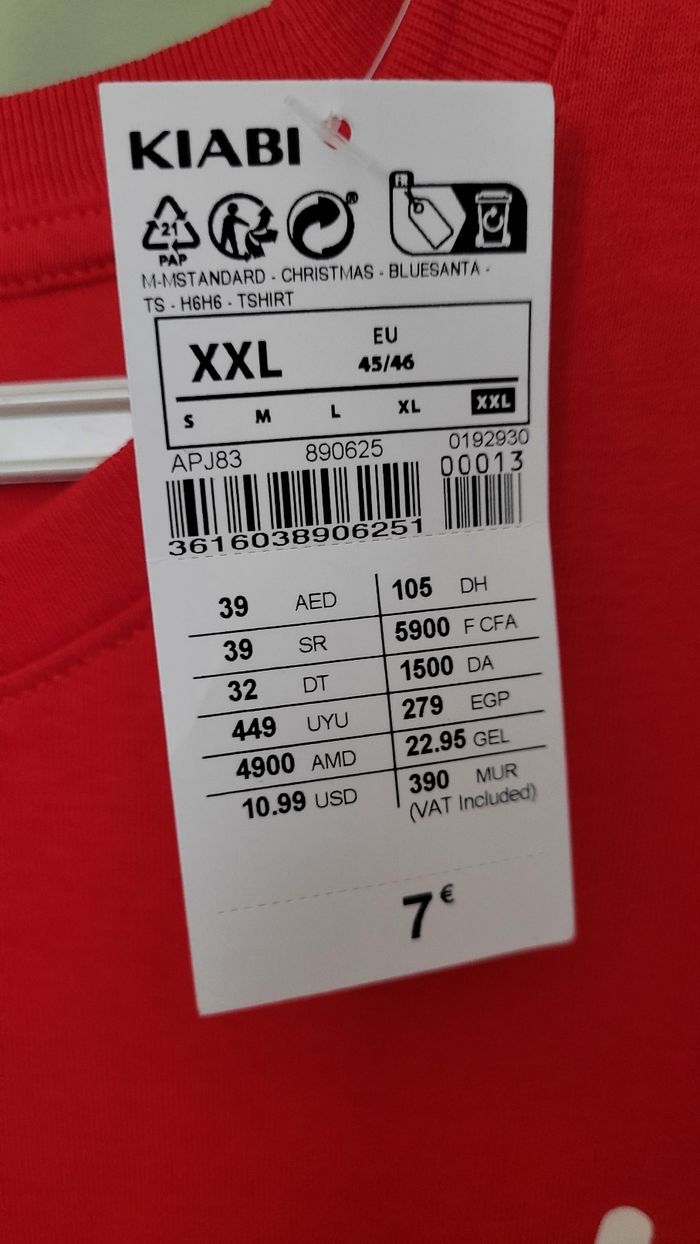 KIABI
21
PAP
M-MSTANDARD - CHRISTMAS - BLUESANTA -
TS - H6H6 - TSHIRT
XXL EU
45/46
S M L XL XXL
APJ83 890625 0192930
00013
3616038906251
39 AED 105 DH
39 SR 5900 F CFA
32 DT 1500 DA
449 UYU 279 EGP
4900 AMD 22.95 GEL
10.99 USD 390 MUR
(VAT Included)
7€